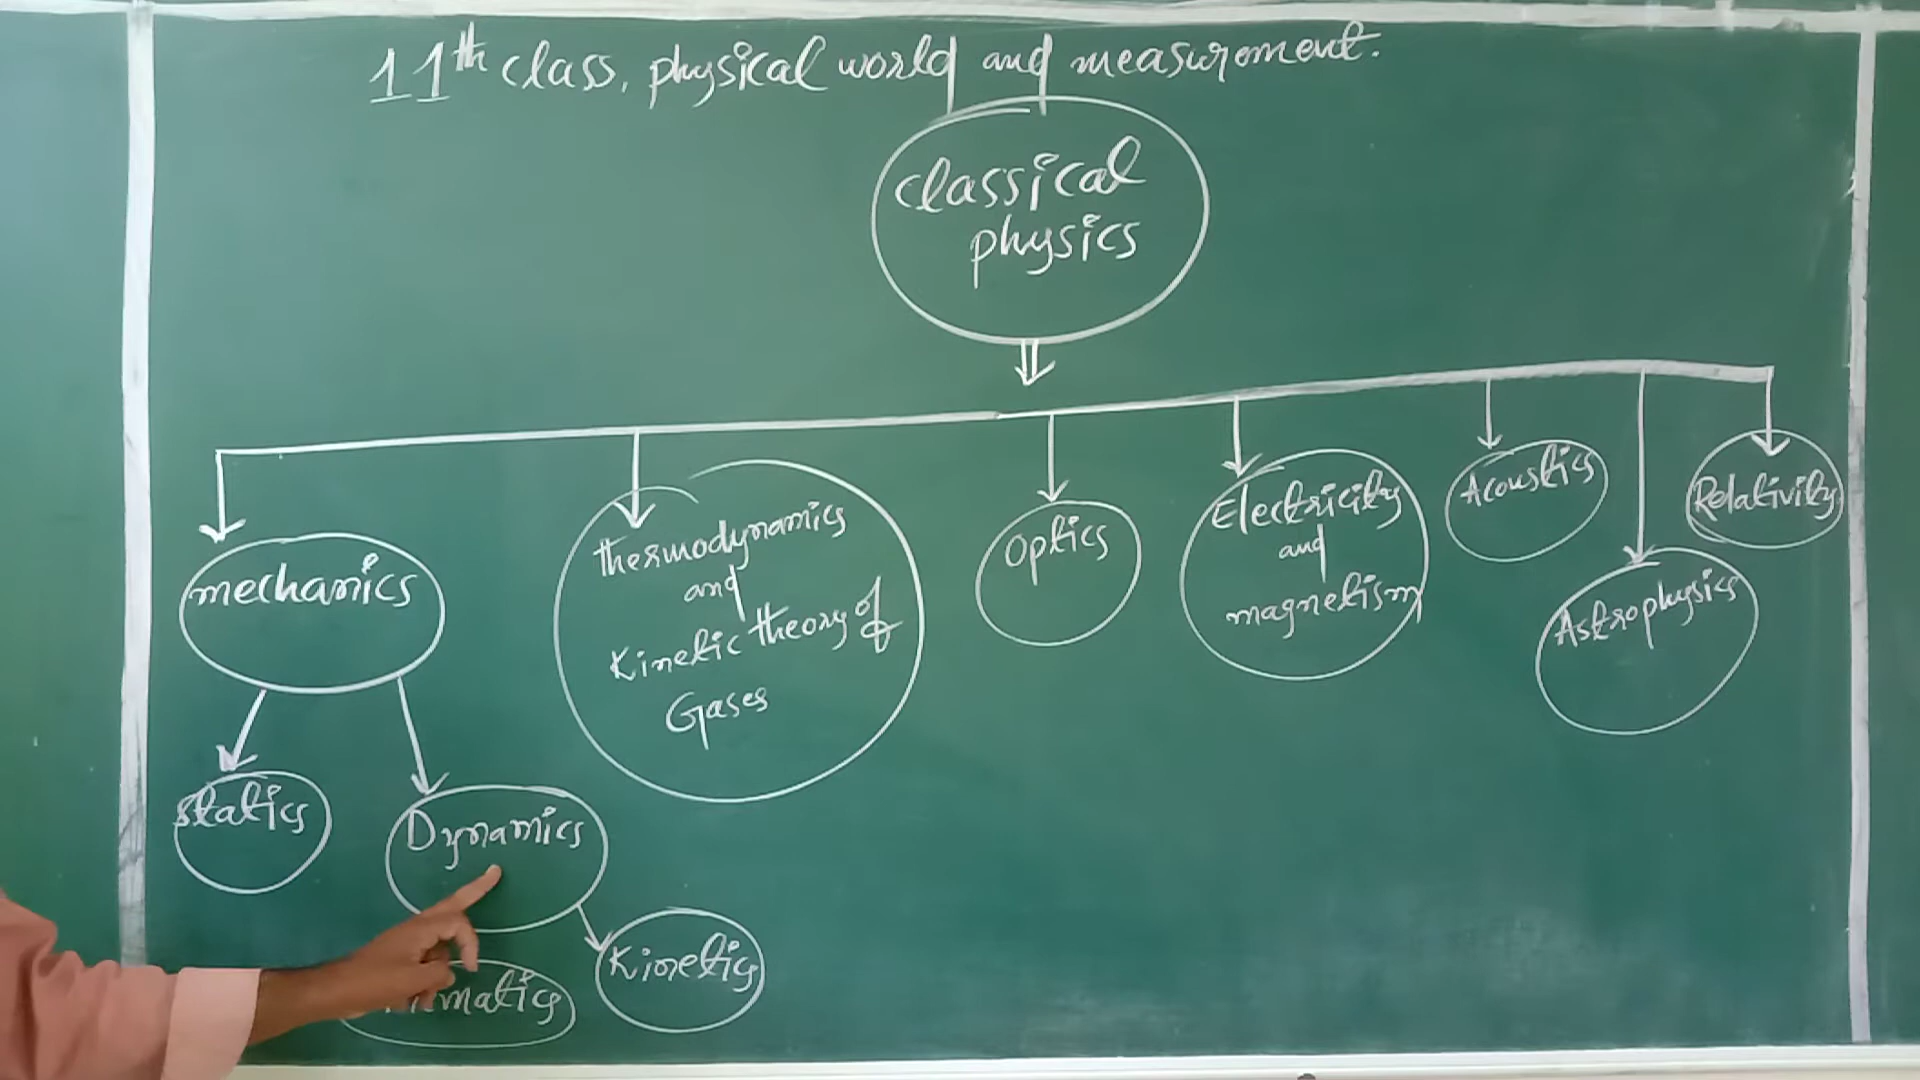 11th class, physical world and measurement.
classical
physics
mechanics
thermodynamics
and
Kinetic theory of
Gases
Optics
Electricity
and
magnetism
Acoustics
Astrophysics
Relativity
Statics
Dynamics
Kinetics